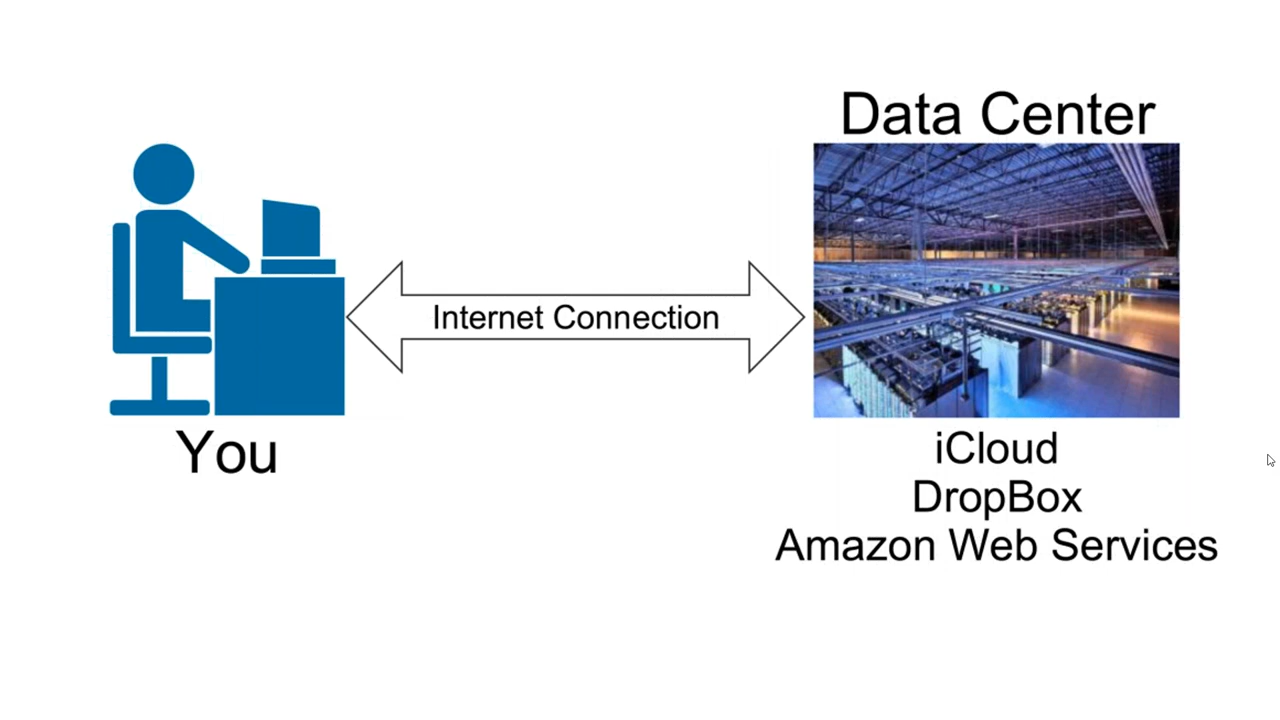 Data Center
Internet Connection
You
iCloud
DropBox
Amazon Web Services